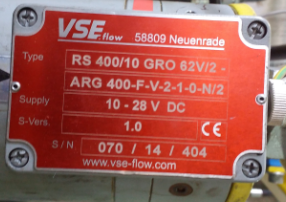 VSE.flow 58809 Neuenrade
Type RS 400/10 GRO 62V/2 -
ARG 400-F-V-2-1-0-N/2
Supply 10 - 28 V DC
S-Vers. 1.0 CE
S / N 070 / 14 / 404
www.vse-flow.com